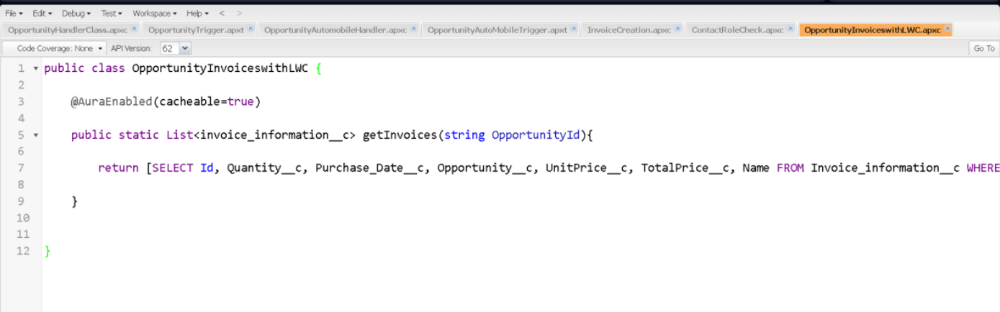 File Edit Debug Test Workspace Help < >
OpportunityHandlerClass.apxc OpportunityTrigger.apxt OpportunityAutomobileHandler.apxc OpportunityAutoMobileTrigger.apxt InvoiceCreation.apxc ContactRoleCheck.apxc OpportunityInvoiceswithLWC.apxc
Code Coverage: None API Version: 62 Go To
1 public class OpportunityInvoiceswithLWC {
2
3 @AuraEnabled(cacheable=true)
4
5 public static List<invoice_information__c> getInvoices(string OpportunityId){
6
7 return [SELECT Id, Quantity__c, Purchase_Date__c, Opportunity__c, UnitPrice__c, TotalPrice__c, Name FROM Invoice_information__c WHERE
8
9 }
10
11
12 }